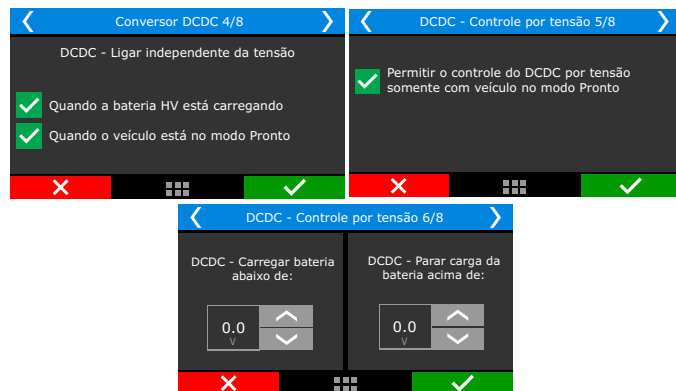 Conversor DCDC 4/8
DCDC - Ligar independente da tensão
Quando a bateria HV está carregando
Quando o veículo está no modo Pronto
DCDC - Controle por tensão 5/8
Permitir o controle do DCDC por tensão
somente com veículo no modo Pronto
DCDC - Controle por tensão 6/8
DCDC - Carregar bateria
abaixo de:
0.0
V
DCDC - Parar carga da
bateria acima de:
0.0
V